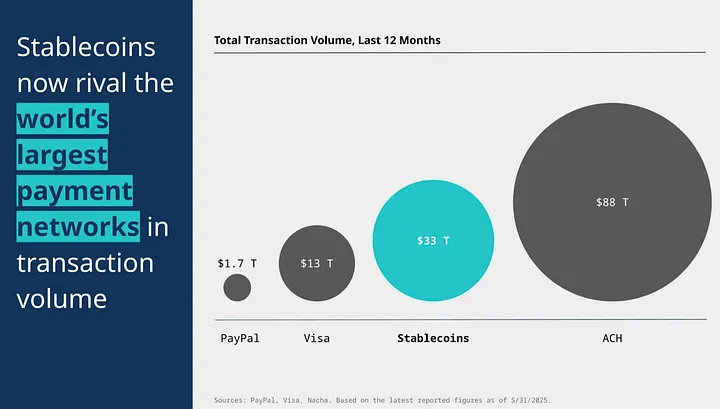 Stablecoins
now rival the
world’s
largest
payment
networks in
transaction
volume
Total Transaction Volume, Last 12 Months
$1.7 T
$13 T
$33 T
$88 T
PayPal
Visa
Stablecoins
ACH
Sources: PayPal, Visa, Nacha. Based on the latest reported figures as of 5/31/2025.